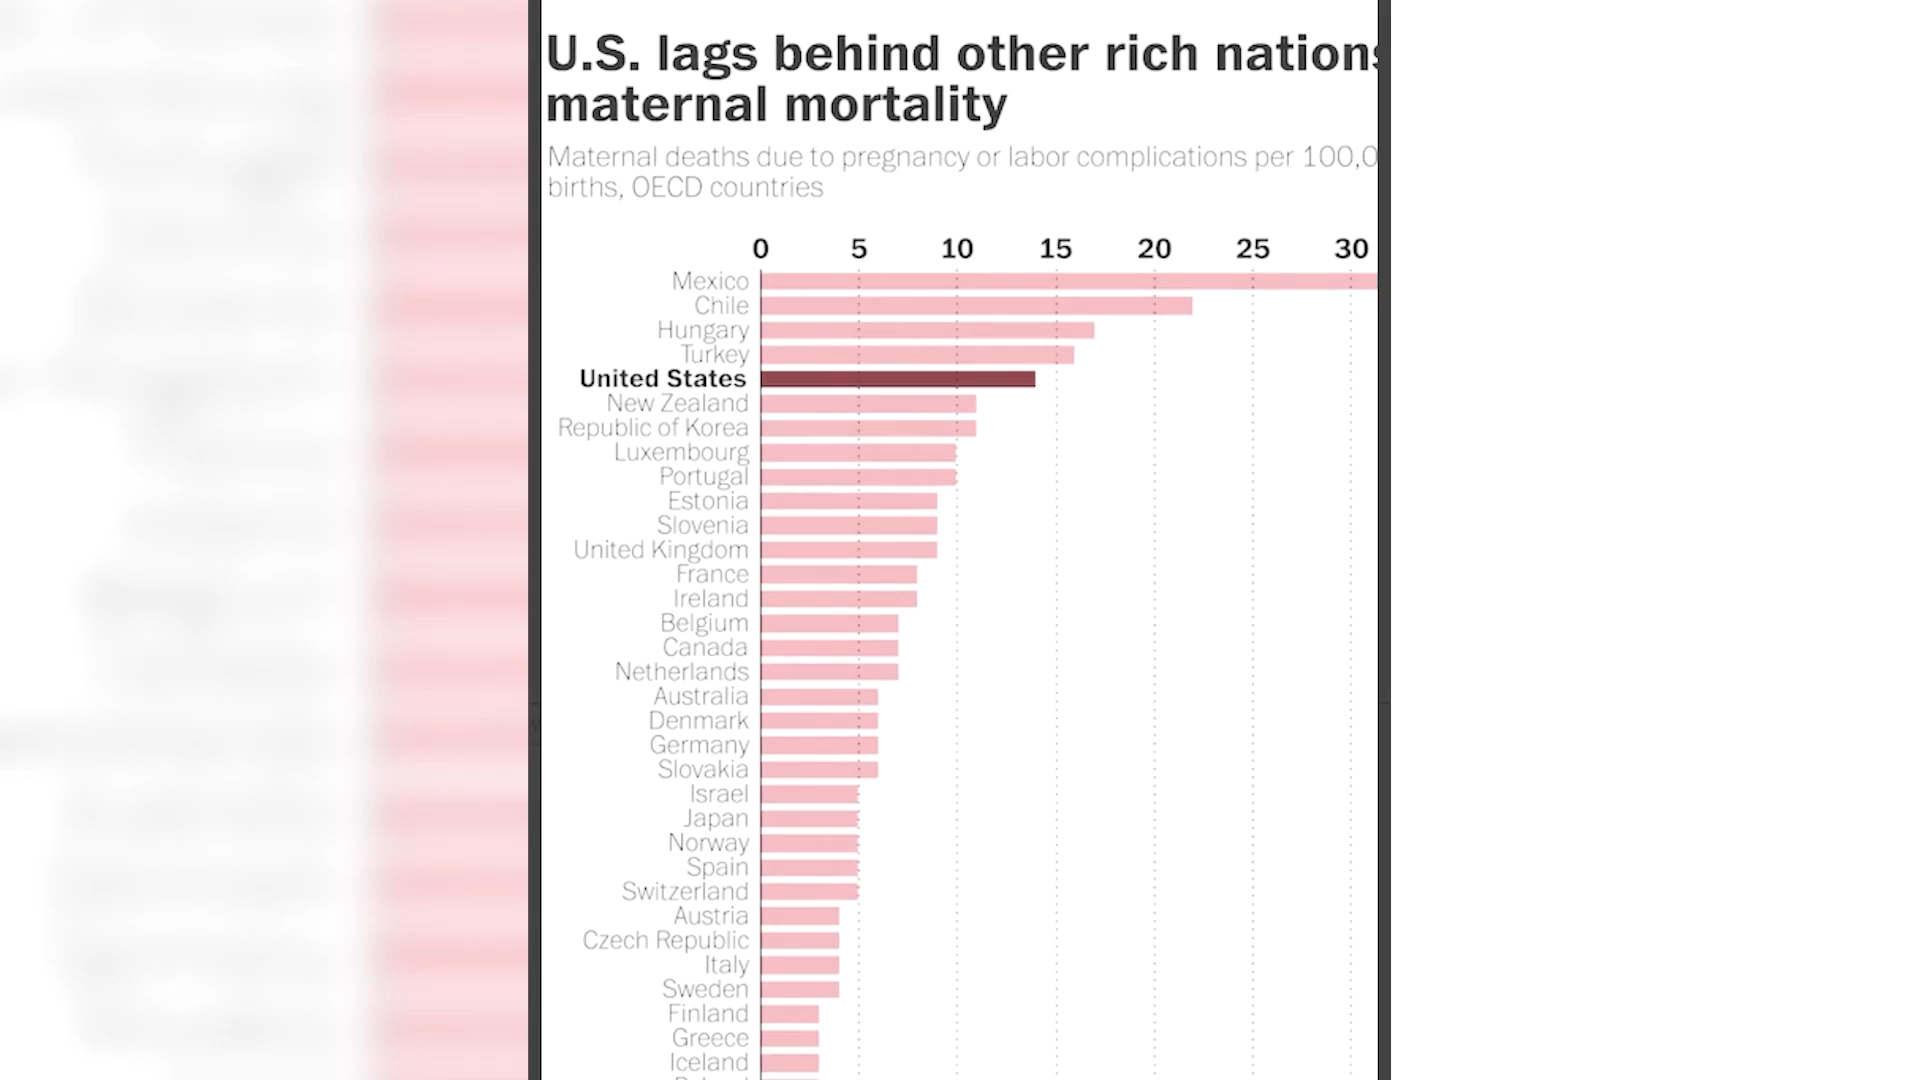 U.S. lags behind other rich nations
maternal mortality
Maternal deaths due to pregnancy or labor complications per 100,0
births, OECD countries
0 5 10 15 20 25 30
Mexico
Chile
Hungary
Turkey
United States
New Zealand
Republic of Korea
Luxembourg
Portugal
Estonia
Slovenia
United Kingdom
France
Ireland
Belgium
Canada
Netherlands
Australia
Denmark
Germany
Slovakia
Israel
Japan
Norway
Spain
Switzerland
Austria
Czech Republic
Italy
Sweden
Finland
Greece
Iceland